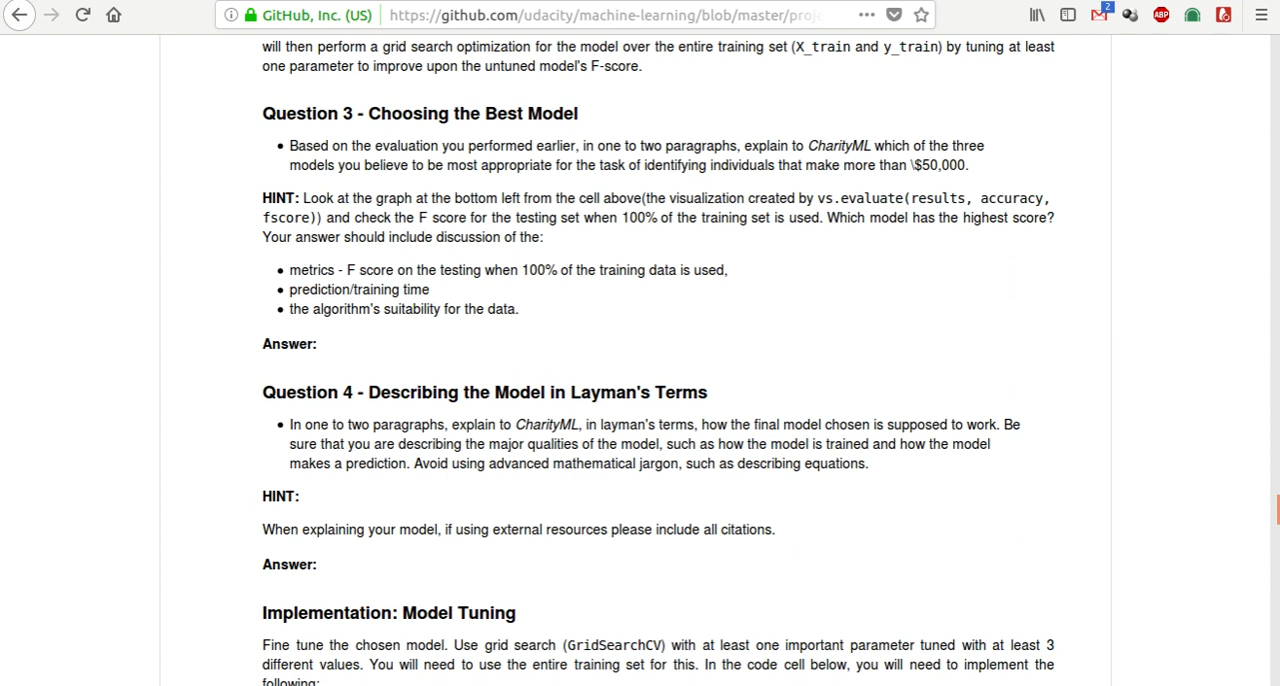 GitHub, Inc. (US) https://github.com/udacity/machine-learning/blob/master/proje
2
ABP
will then perform a grid search optimization for the model over the entire training set (X_train and y_train) by tuning at least
one parameter to improve upon the untuned model's F-score.
Question 3 - Choosing the Best Model
• Based on the evaluation you performed earlier, in one to two paragraphs, explain to CharityML which of the three
models you believe to be most appropriate for the task of identifying individuals that make more than \$50,000.
HINT: Look at the graph at the bottom left from the cell above(the visualization created by vs.evaluate(results, accuracy,
fscore)) and check the F score for the testing set when 100% of the training set is used. Which model has the highest score?
Your answer should include discussion of the:
• metrics - F score on the testing when 100% of the training data is used,
• prediction/training time
• the algorithm's suitability for the data.
Answer:
Question 4 - Describing the Model in Layman's Terms
• In one to two paragraphs, explain to CharityML, in layman's terms, how the final model chosen is supposed to work. Be
sure that you are describing the major qualities of the model, such as how the model is trained and how the model
makes a prediction. Avoid using advanced mathematical jargon, such as describing equations.
HINT:
When explaining your model, if using external resources please include all citations.
Answer:
Implementation: Model Tuning
Fine tune the chosen model. Use grid search (GridSearchCV) with at least one important parameter tuned with at least 3
different values. You will need to use the entire training set for this. In the code cell below, you will need to implement the
following: